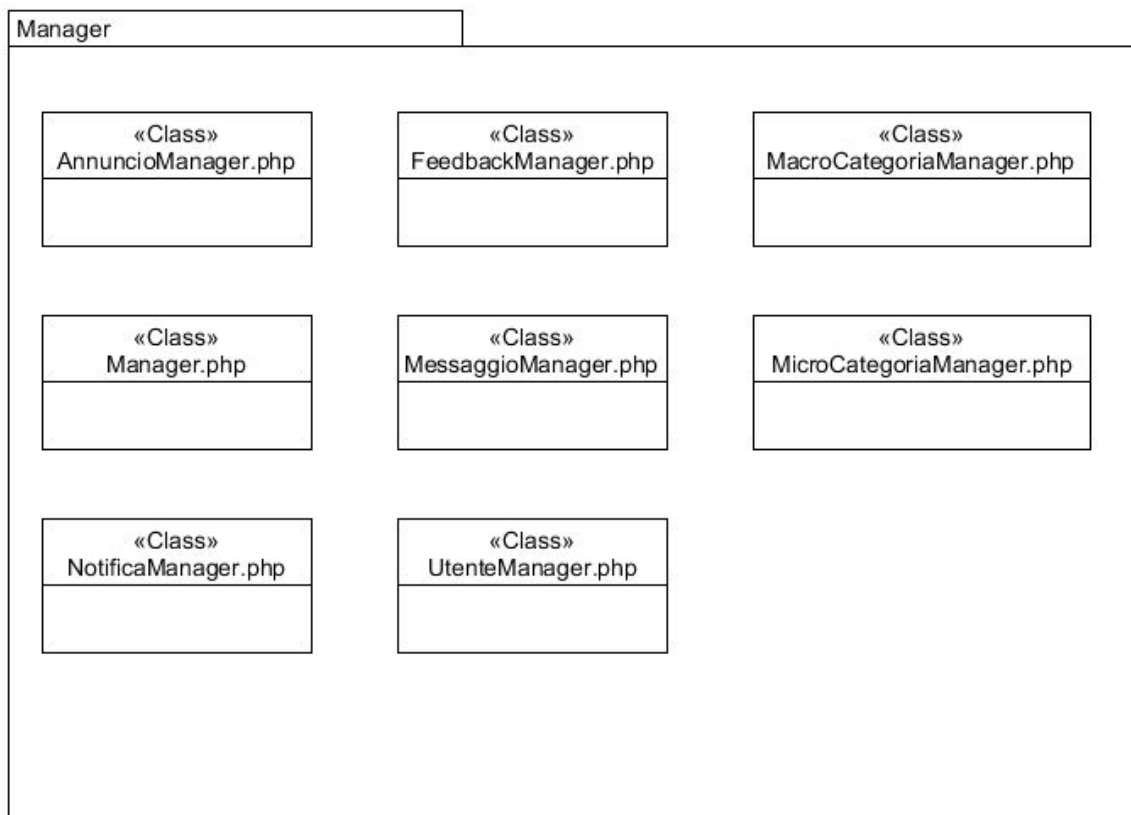 Manager
«Class»
AnnuncioManager.php
«Class»
FeedbackManager.php
«Class»
MacroCategoriaManager.php
«Class»
Manager.php
«Class»
MessaggioManager.php
«Class»
MicroCategoriaManager.php
«Class»
NotificaManager.php
«Class»
UtenteManager.php